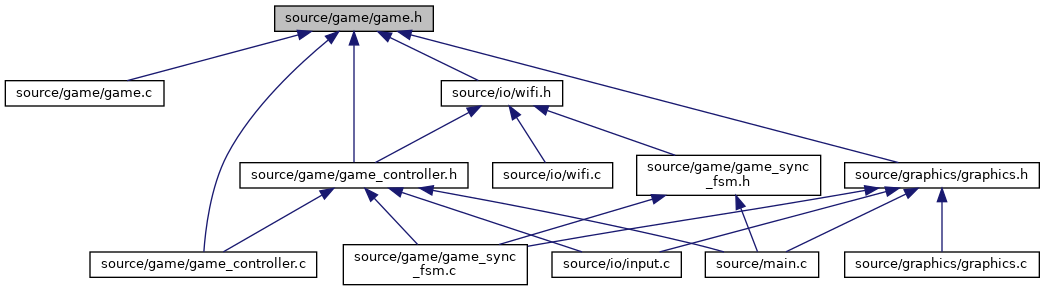 source/game/game.h
source/game/game.c
source/io/wifi.h
source/game/game_controller.h
source/io/wifi.c
source/game/game_sync
_fsm.h
source/graphics/graphics.h
source/game/game_controller.c
source/game/game_sync
_fsm.c
source/io/input.c
source/main.c
source/graphics/graphics.c